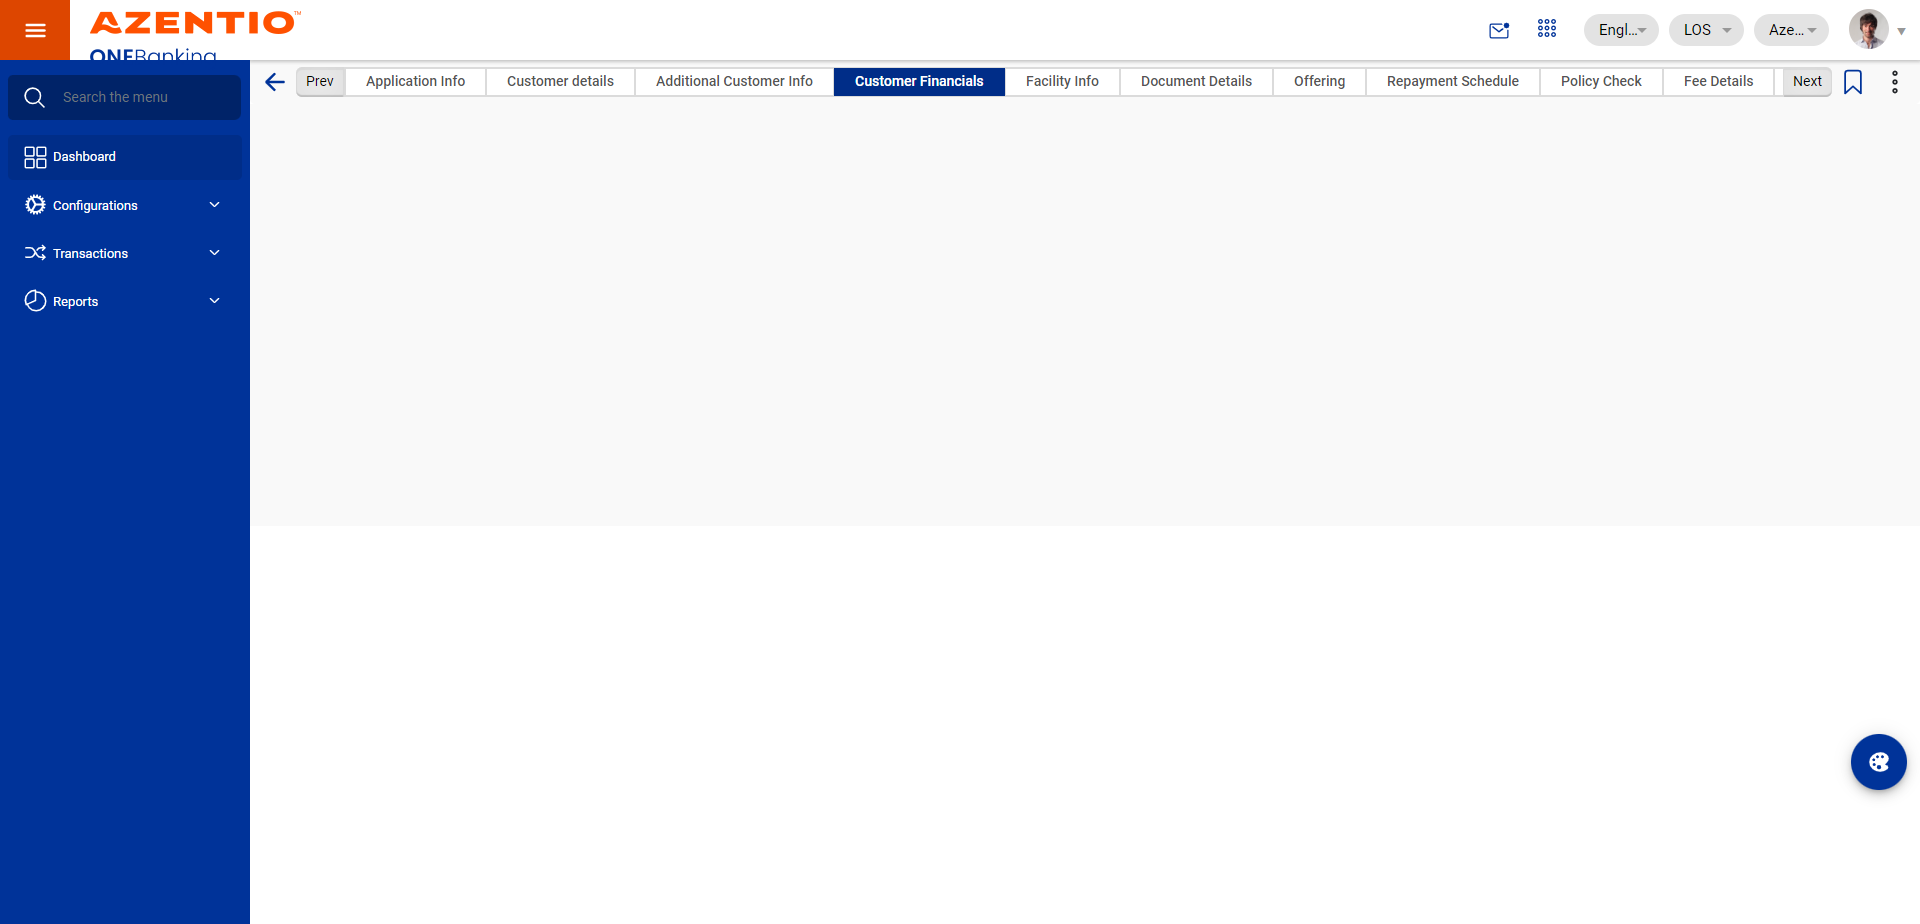 AZENTIO™
ONEBanking
Engl...
LOS
Aze...
Search the menu
Dashboard
Configurations
Transactions
Reports
Prev
Application Info
Customer details
Additional Customer Info
Customer Financials
Facility Info
Document Details
Offering
Repayment Schedule
Policy Check
Fee Details
Next